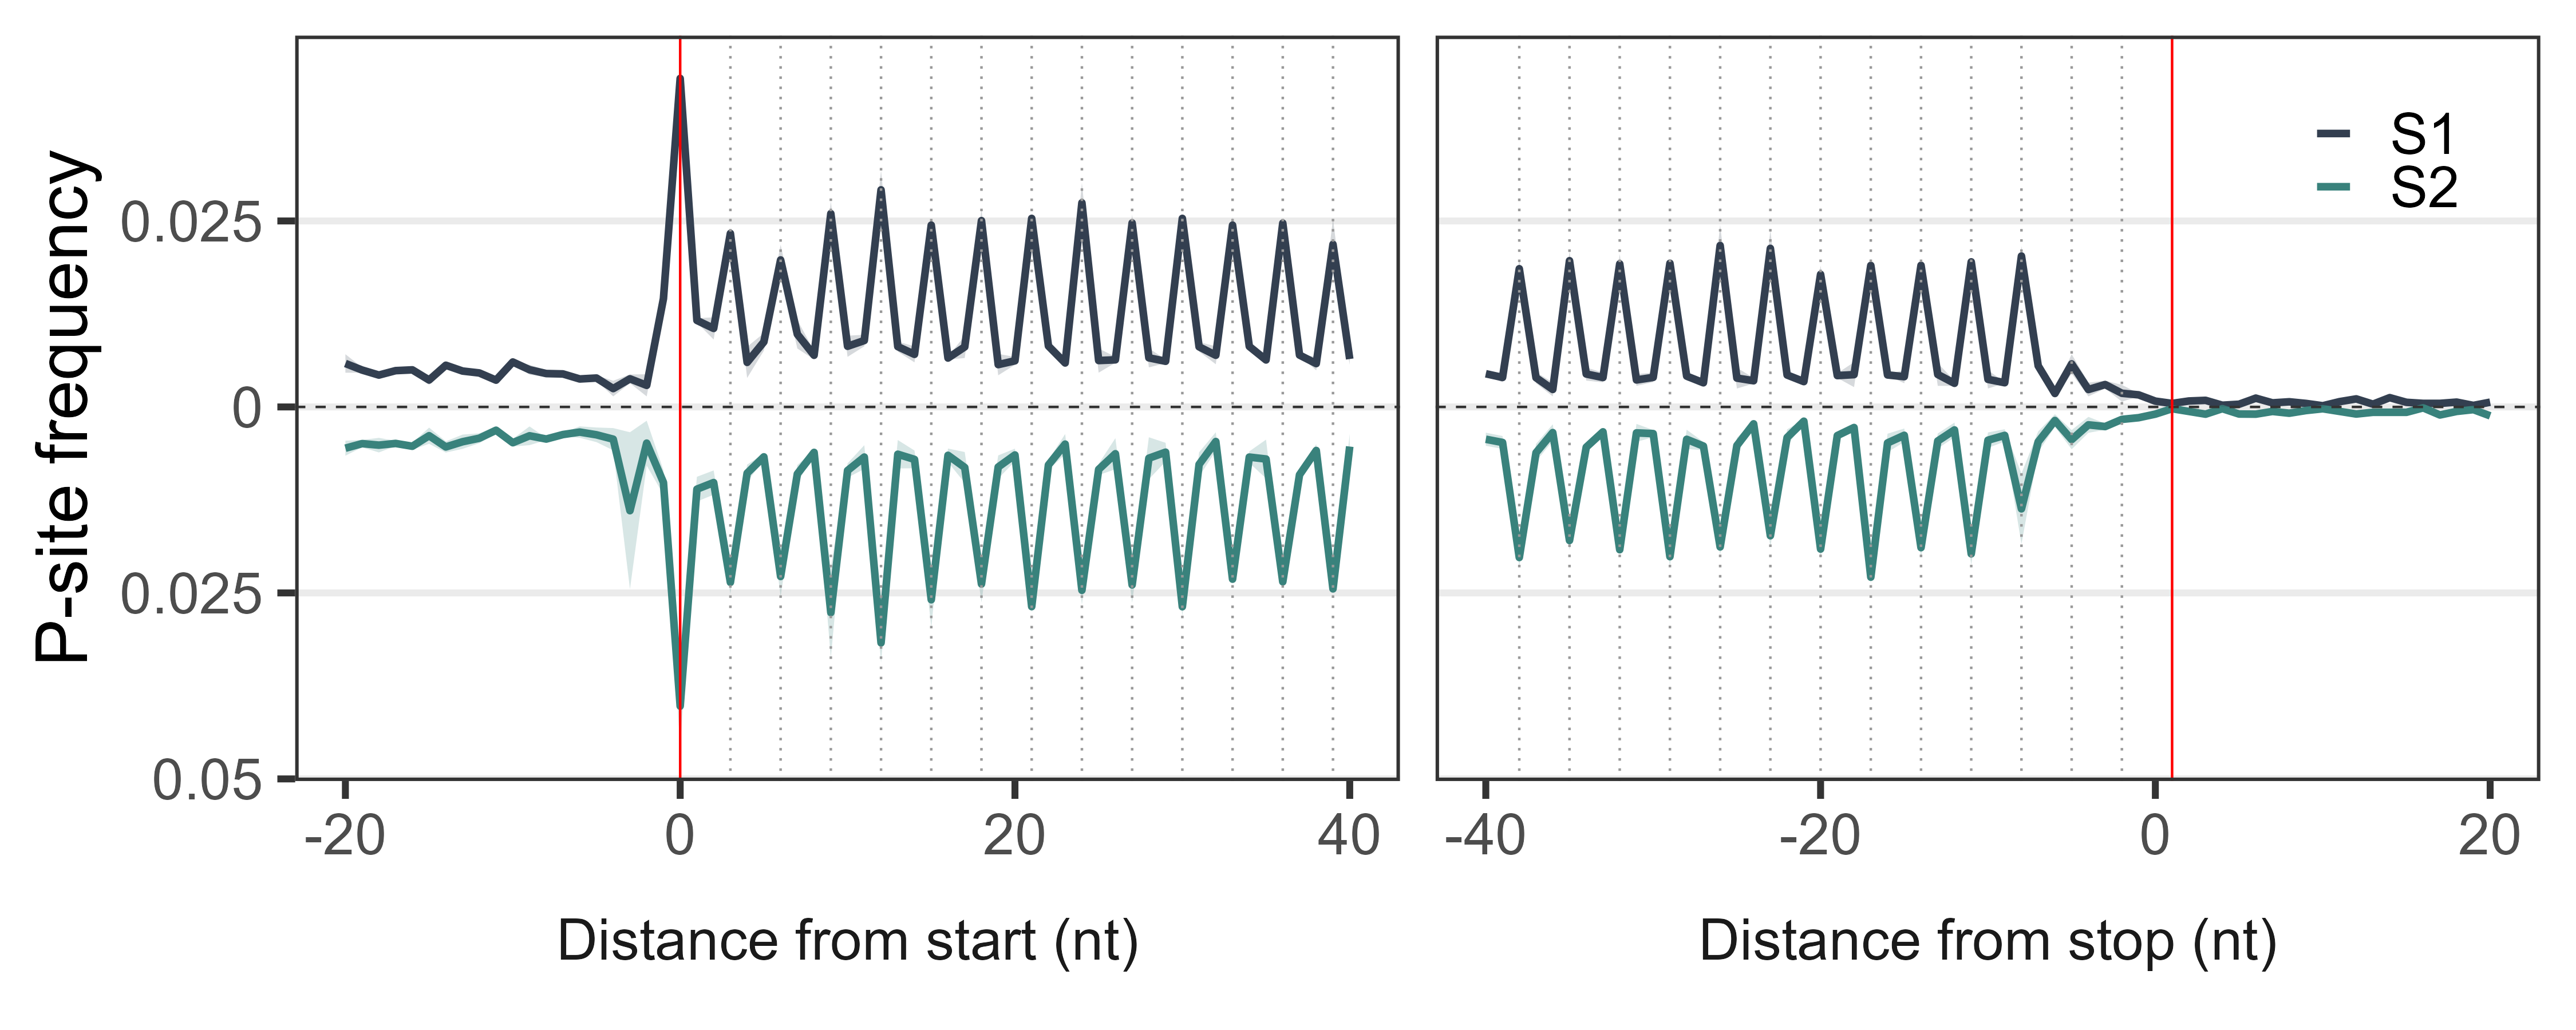 P-site frequency
0.025
0
0.025
0.05
-20 0 20 40
-40 -20 0 20
S1
S2
Distance from start (nt)
Distance from stop (nt)